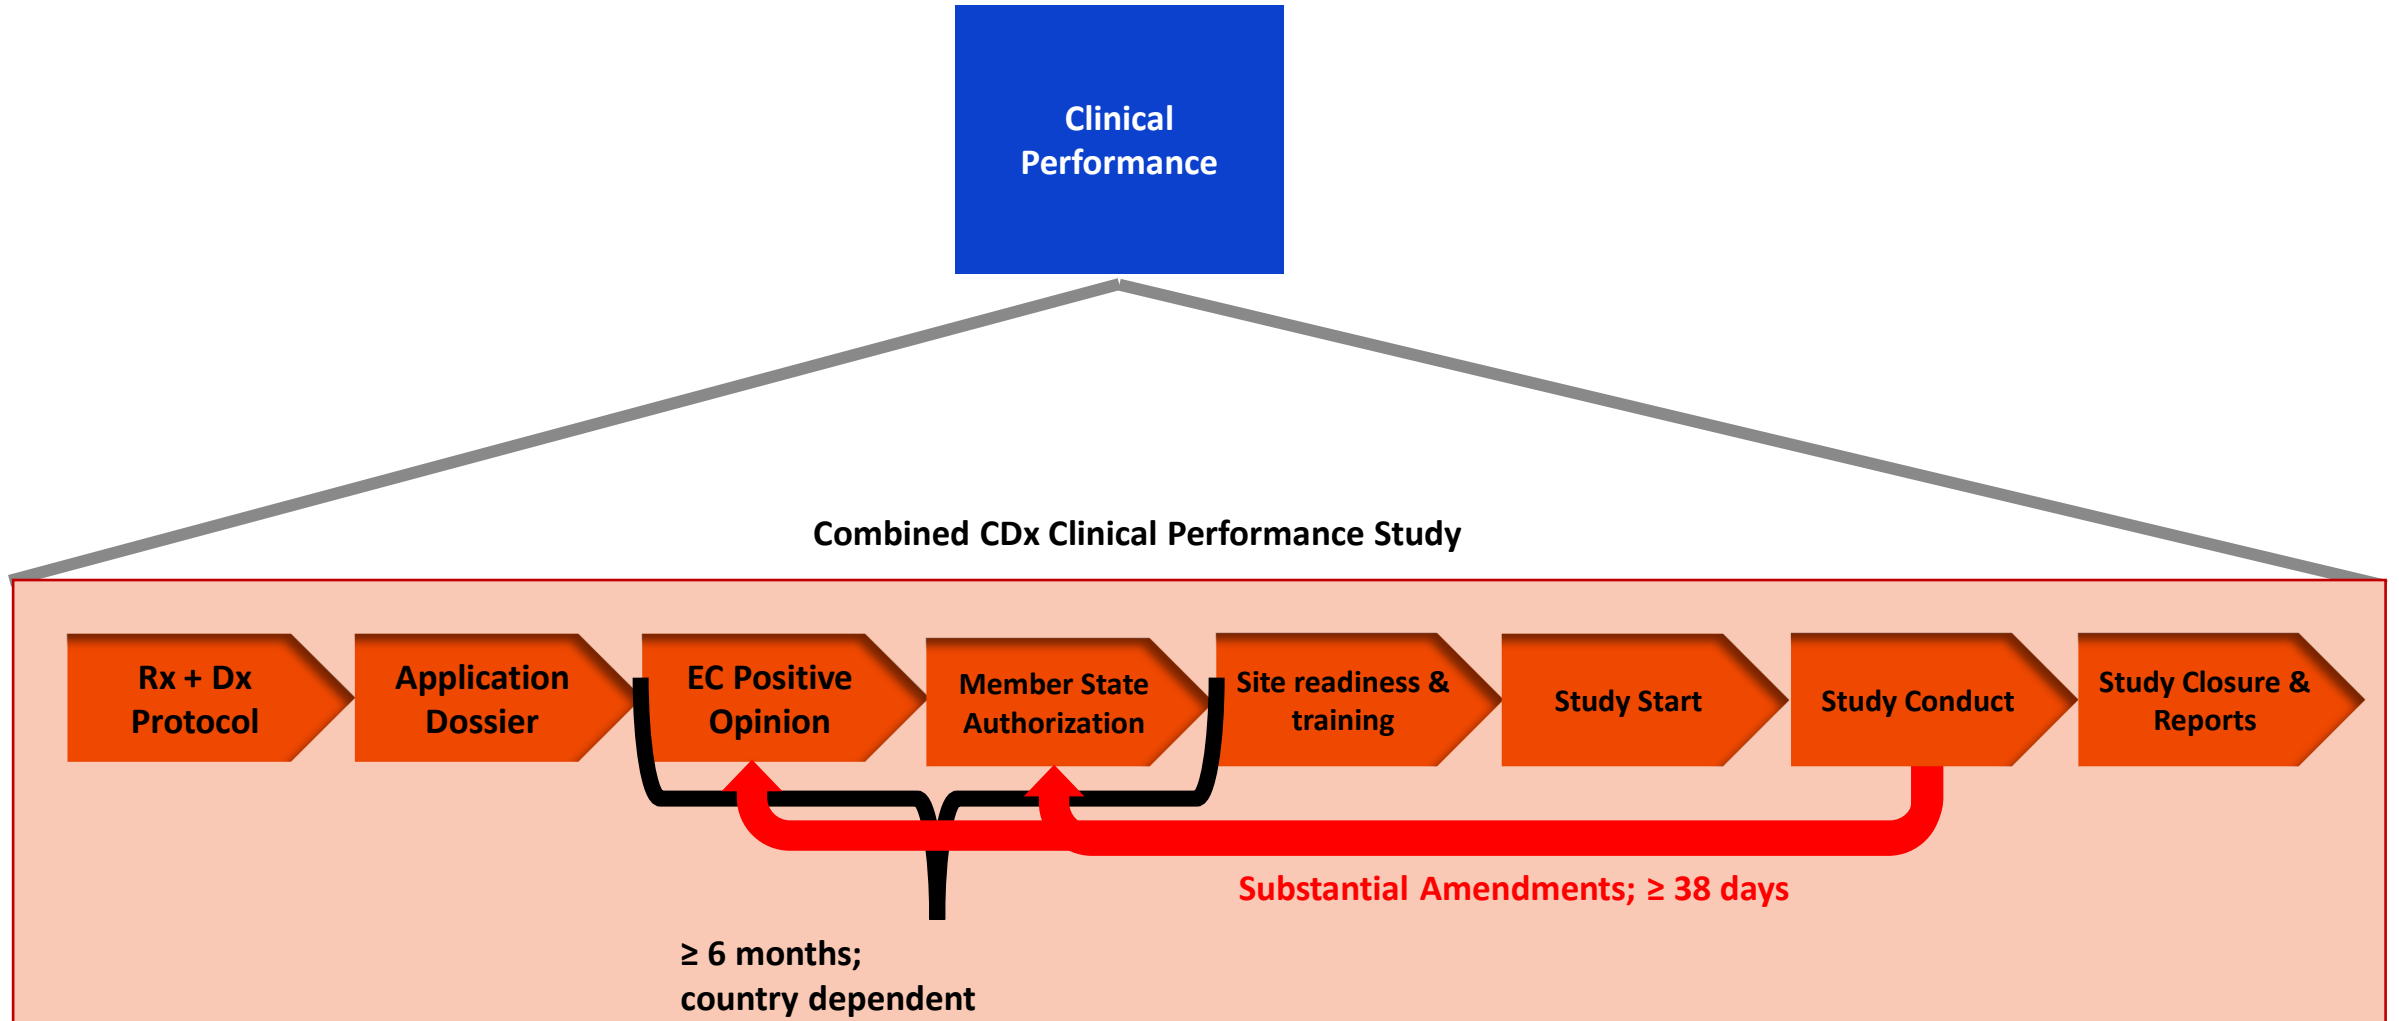 Clinical
Performance
Combined CDx Clinical Performance Study
Rx + Dx
Protocol
Application
Dossier
EC Positive
Opinion
Member State
Authorization
Site readiness &
training
Study Start
Study Conduct
Study Closure &
Reports
Substantial Amendments; ≥ 38 days
≥ 6 months;
country dependent